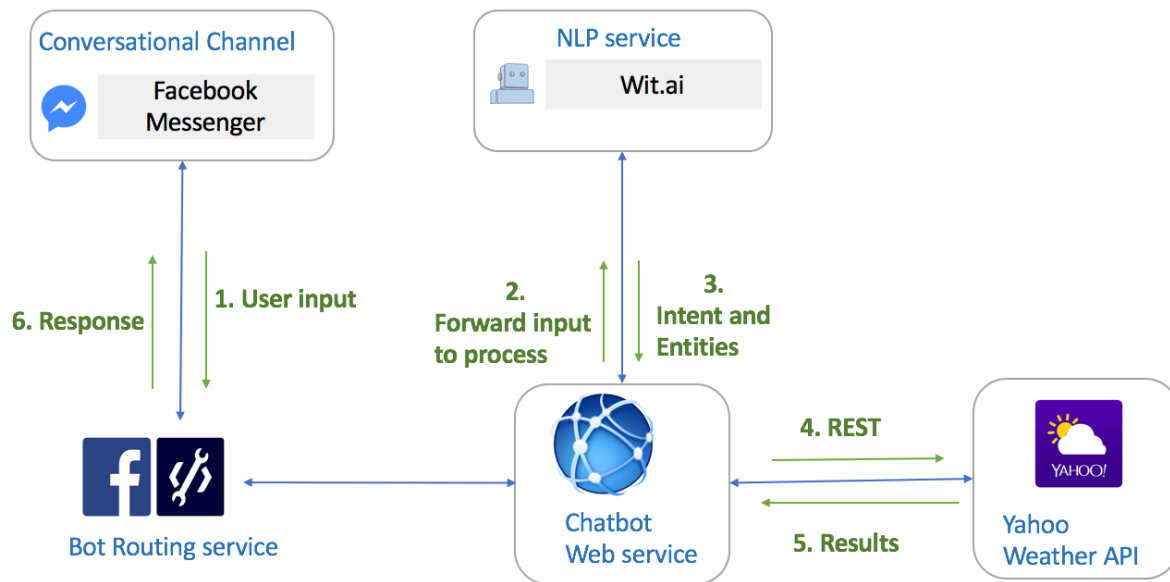 Conversational Channel
Facebook
Messenger
NLP service
Wit.ai
1. User input
6. Response
2.
Forward input
to process
3.
Intent and
Entities
f
Bot Routing service
Chatbot
Web service
4. REST
5. Results
YAHOO!
Yahoo
Weather API